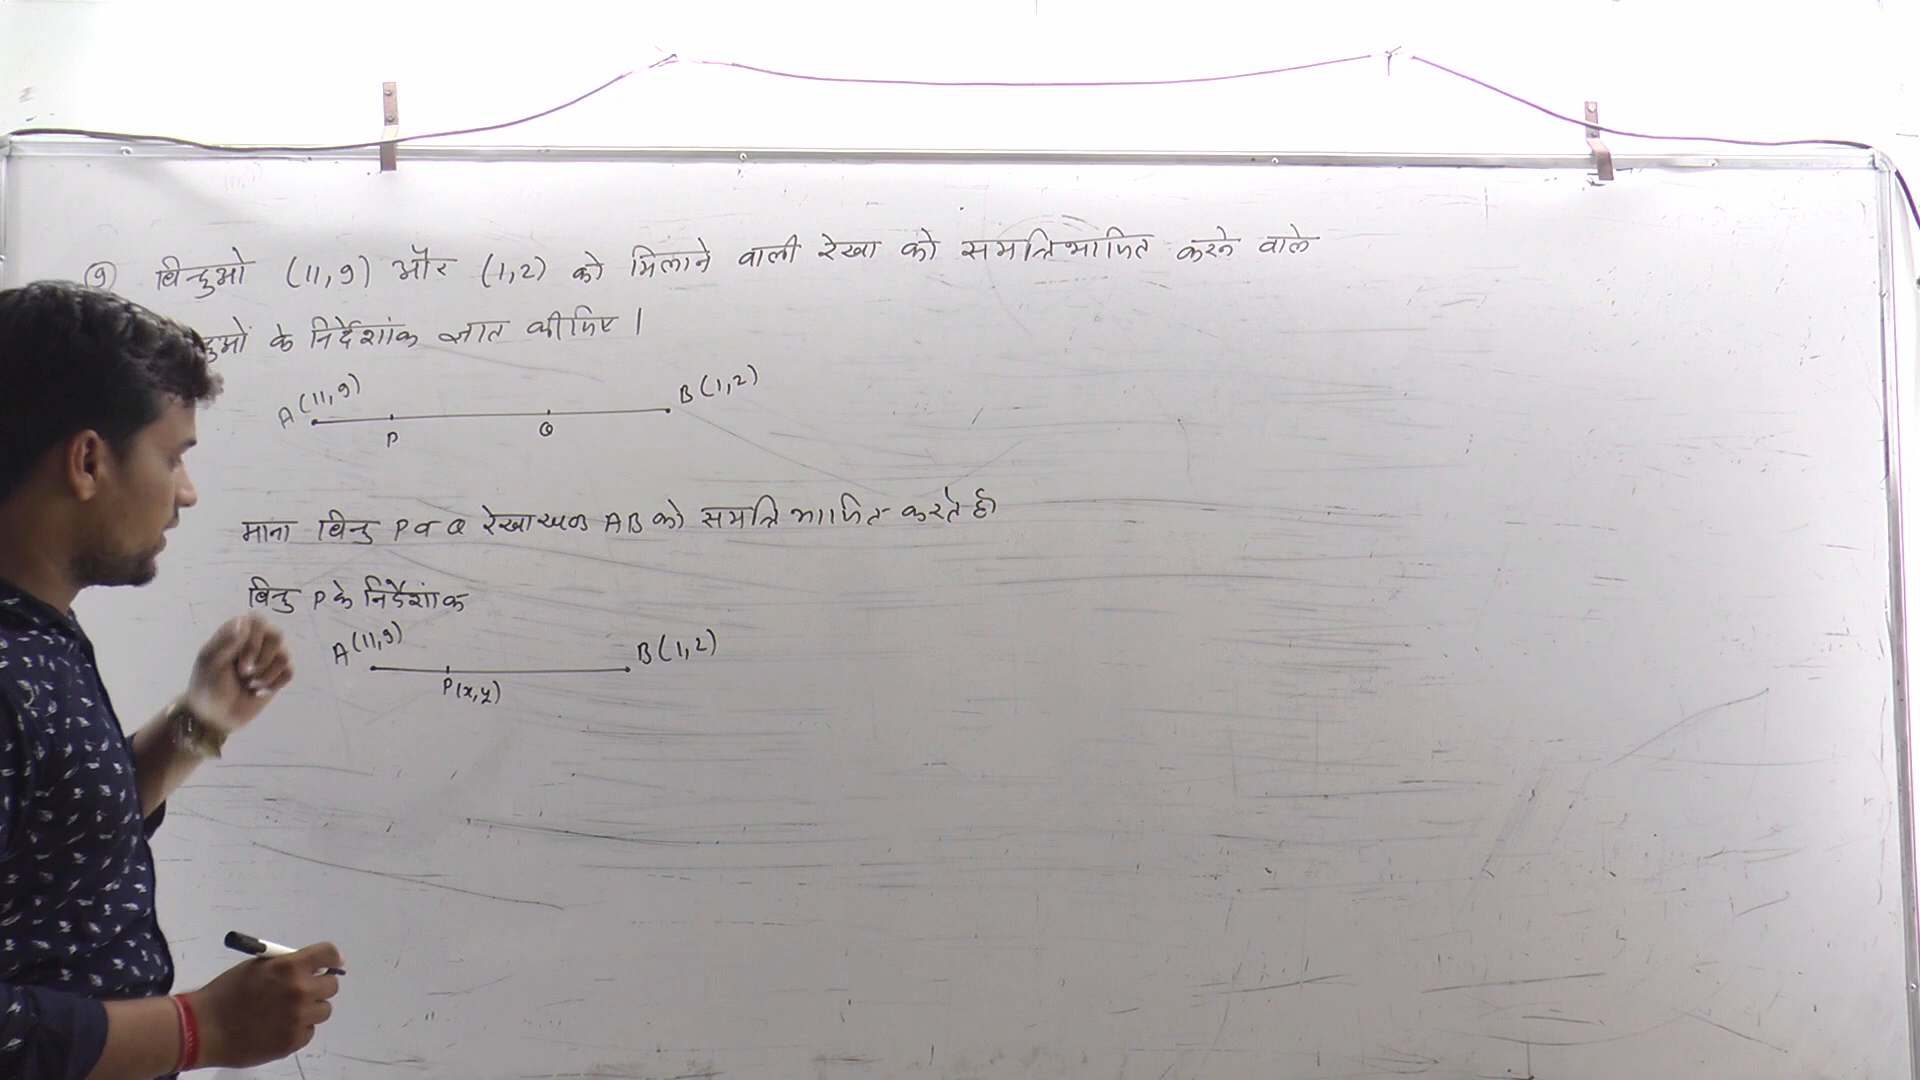 9 बिन्दुओ (11,9) और (1,2) को मिलाने वाली रेखा को समत्रिभाजित करने वाले
के निर्देशांक ज्ञात कीजिए।
A(11,9) B(1,2)
P Q
माना बिन्दु P व Q रेखाखण्ड AB को समत्रिभाजित करते है
बिन्दु P के निर्देशांक
A(11,9) B(1,2)
P(x,y)